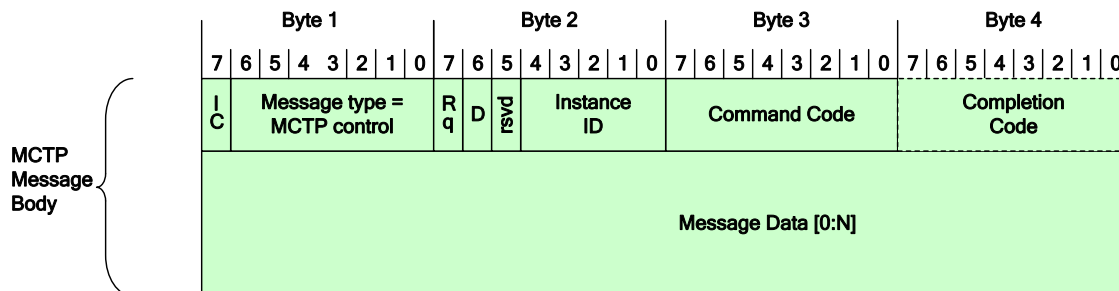 Byte 1 Byte 2 Byte 3 Byte 4
7 6 5 4 3 2 1 0 7 6 5 4 3 2 1 0 7 6 5 4 3 2 1 0 7 6 5 4 3 2 1 0
IC
Message type =
MCTP control
Rq
D
rsvd
Instance
ID
Command Code
Completion
Code
MCTP
Message
Body
Message Data [0:N]